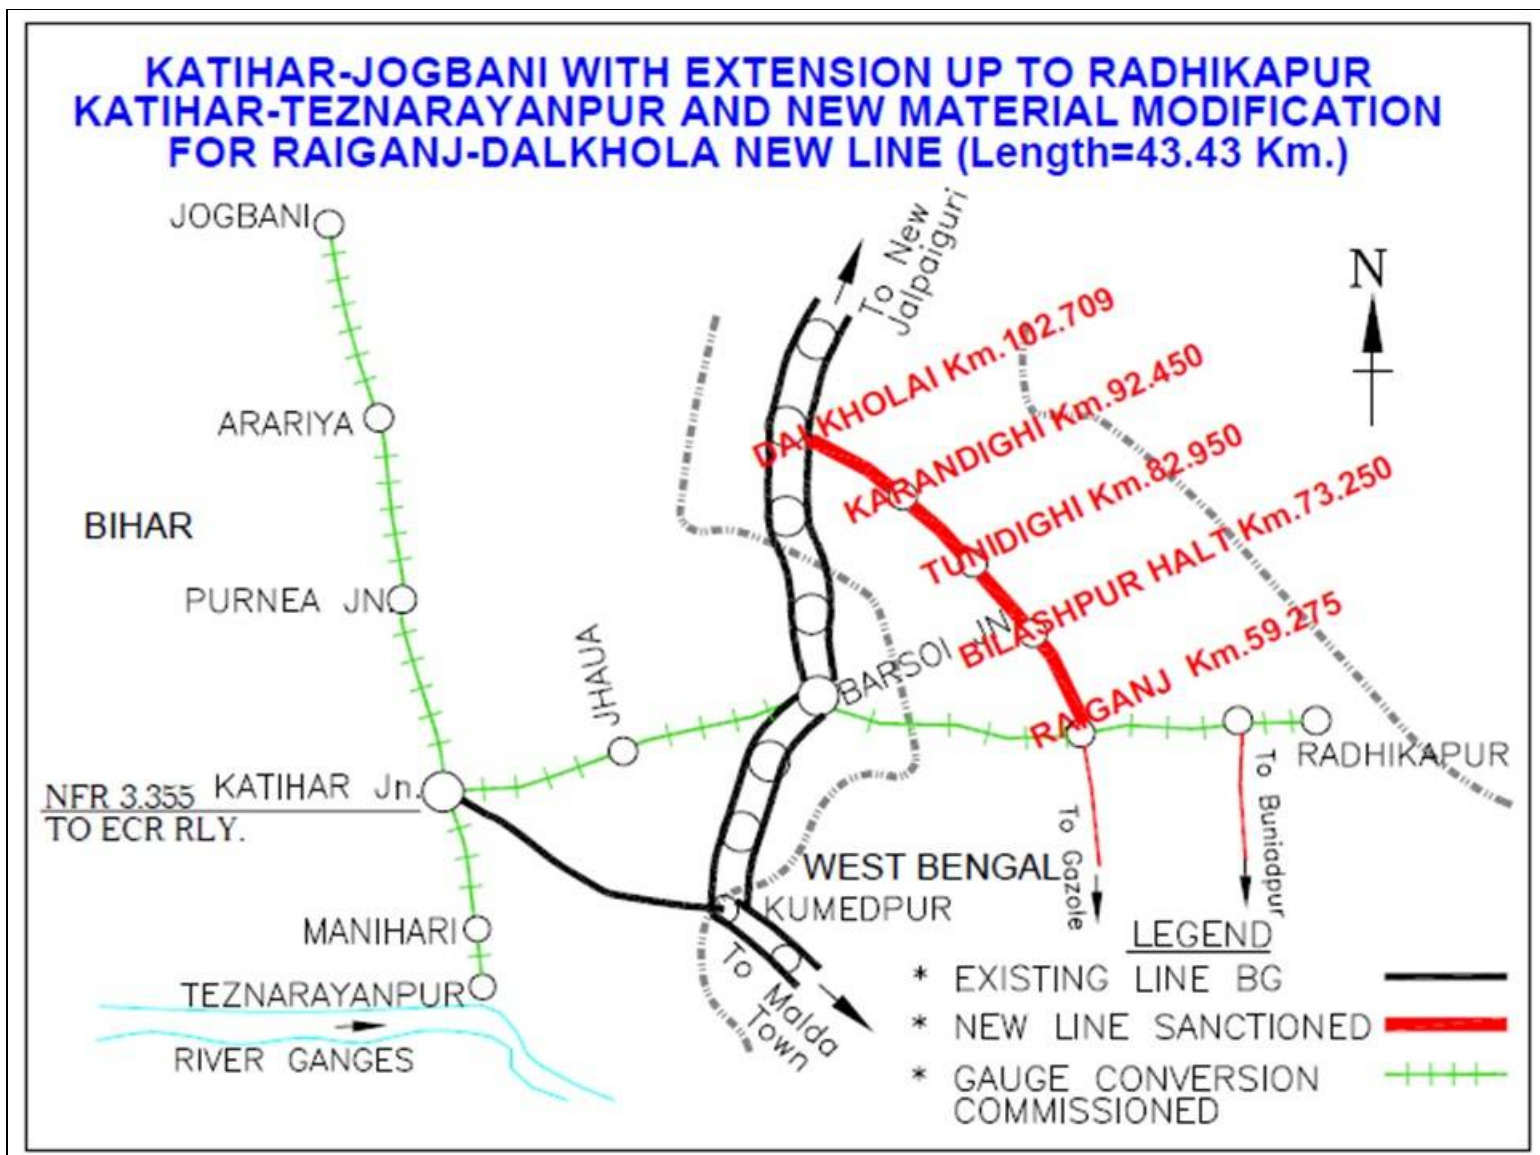 KATIHAR-JOGBANI WITH EXTENSION UP TO RADHIKAPUR
KATIHAR-TEZNARAYANPUR AND NEW MATERIAL MODIFICATION
FOR RAIGANJ-DALKHOLA NEW LINE (Length=43.43 Km.)
JOGBANI
To New
Jalpaiguri
N
DALKHOLAI Km.102.709
ARARIYA
KARANDIGHI Km.92.450
BIHAR
TUNIDIGHI Km.82.950
PURNEA JN.
BILASHPUR HALT Km.73.250
JHAUA
BARSOI JN
RAIGANJ Km.59.275
RADHIKAPUR
NFR 3.355
TO ECR RLY.
KATIHAR Jn.
To Gazole
To Buniadpur
WEST BENGAL
KUMEDPUR
MANIHARI
To Malda
Town
TEZNARAYANPUR
RIVER GANGES
LEGEND
* EXISTING LINE BG
* NEW LINE SANCTIONED
* GAUGE CONVERSION
COMMISSIONED